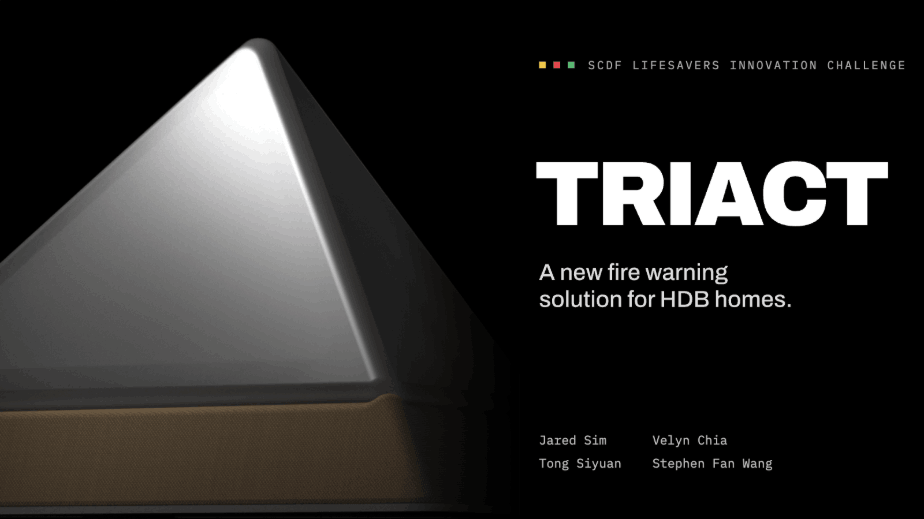 SCDF LIFESAVERS INNOVATION CHALLENGE
TRIACT
A new fire warning
solution for HDB homes.
Jared Sim Velyn Chia
Tong Siyuan Stephen Fan Wang